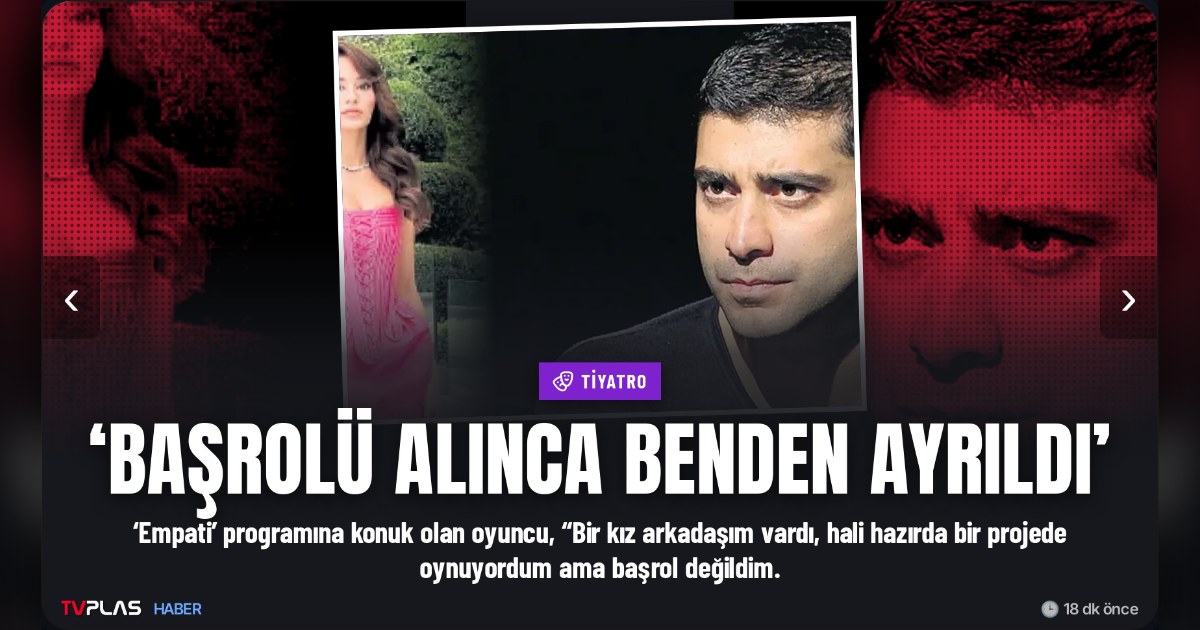 TİYATRO
‘BAŞROLÜ ALINCA BENDEN AYRILDI’
‘Empati’ programına konuk olan oyuncu, “Bir kız arkadaşım vardı, hali hazırda bir projede
oynuyordum ama başrol değildim.
TVPLAS HABER
18 dk önce